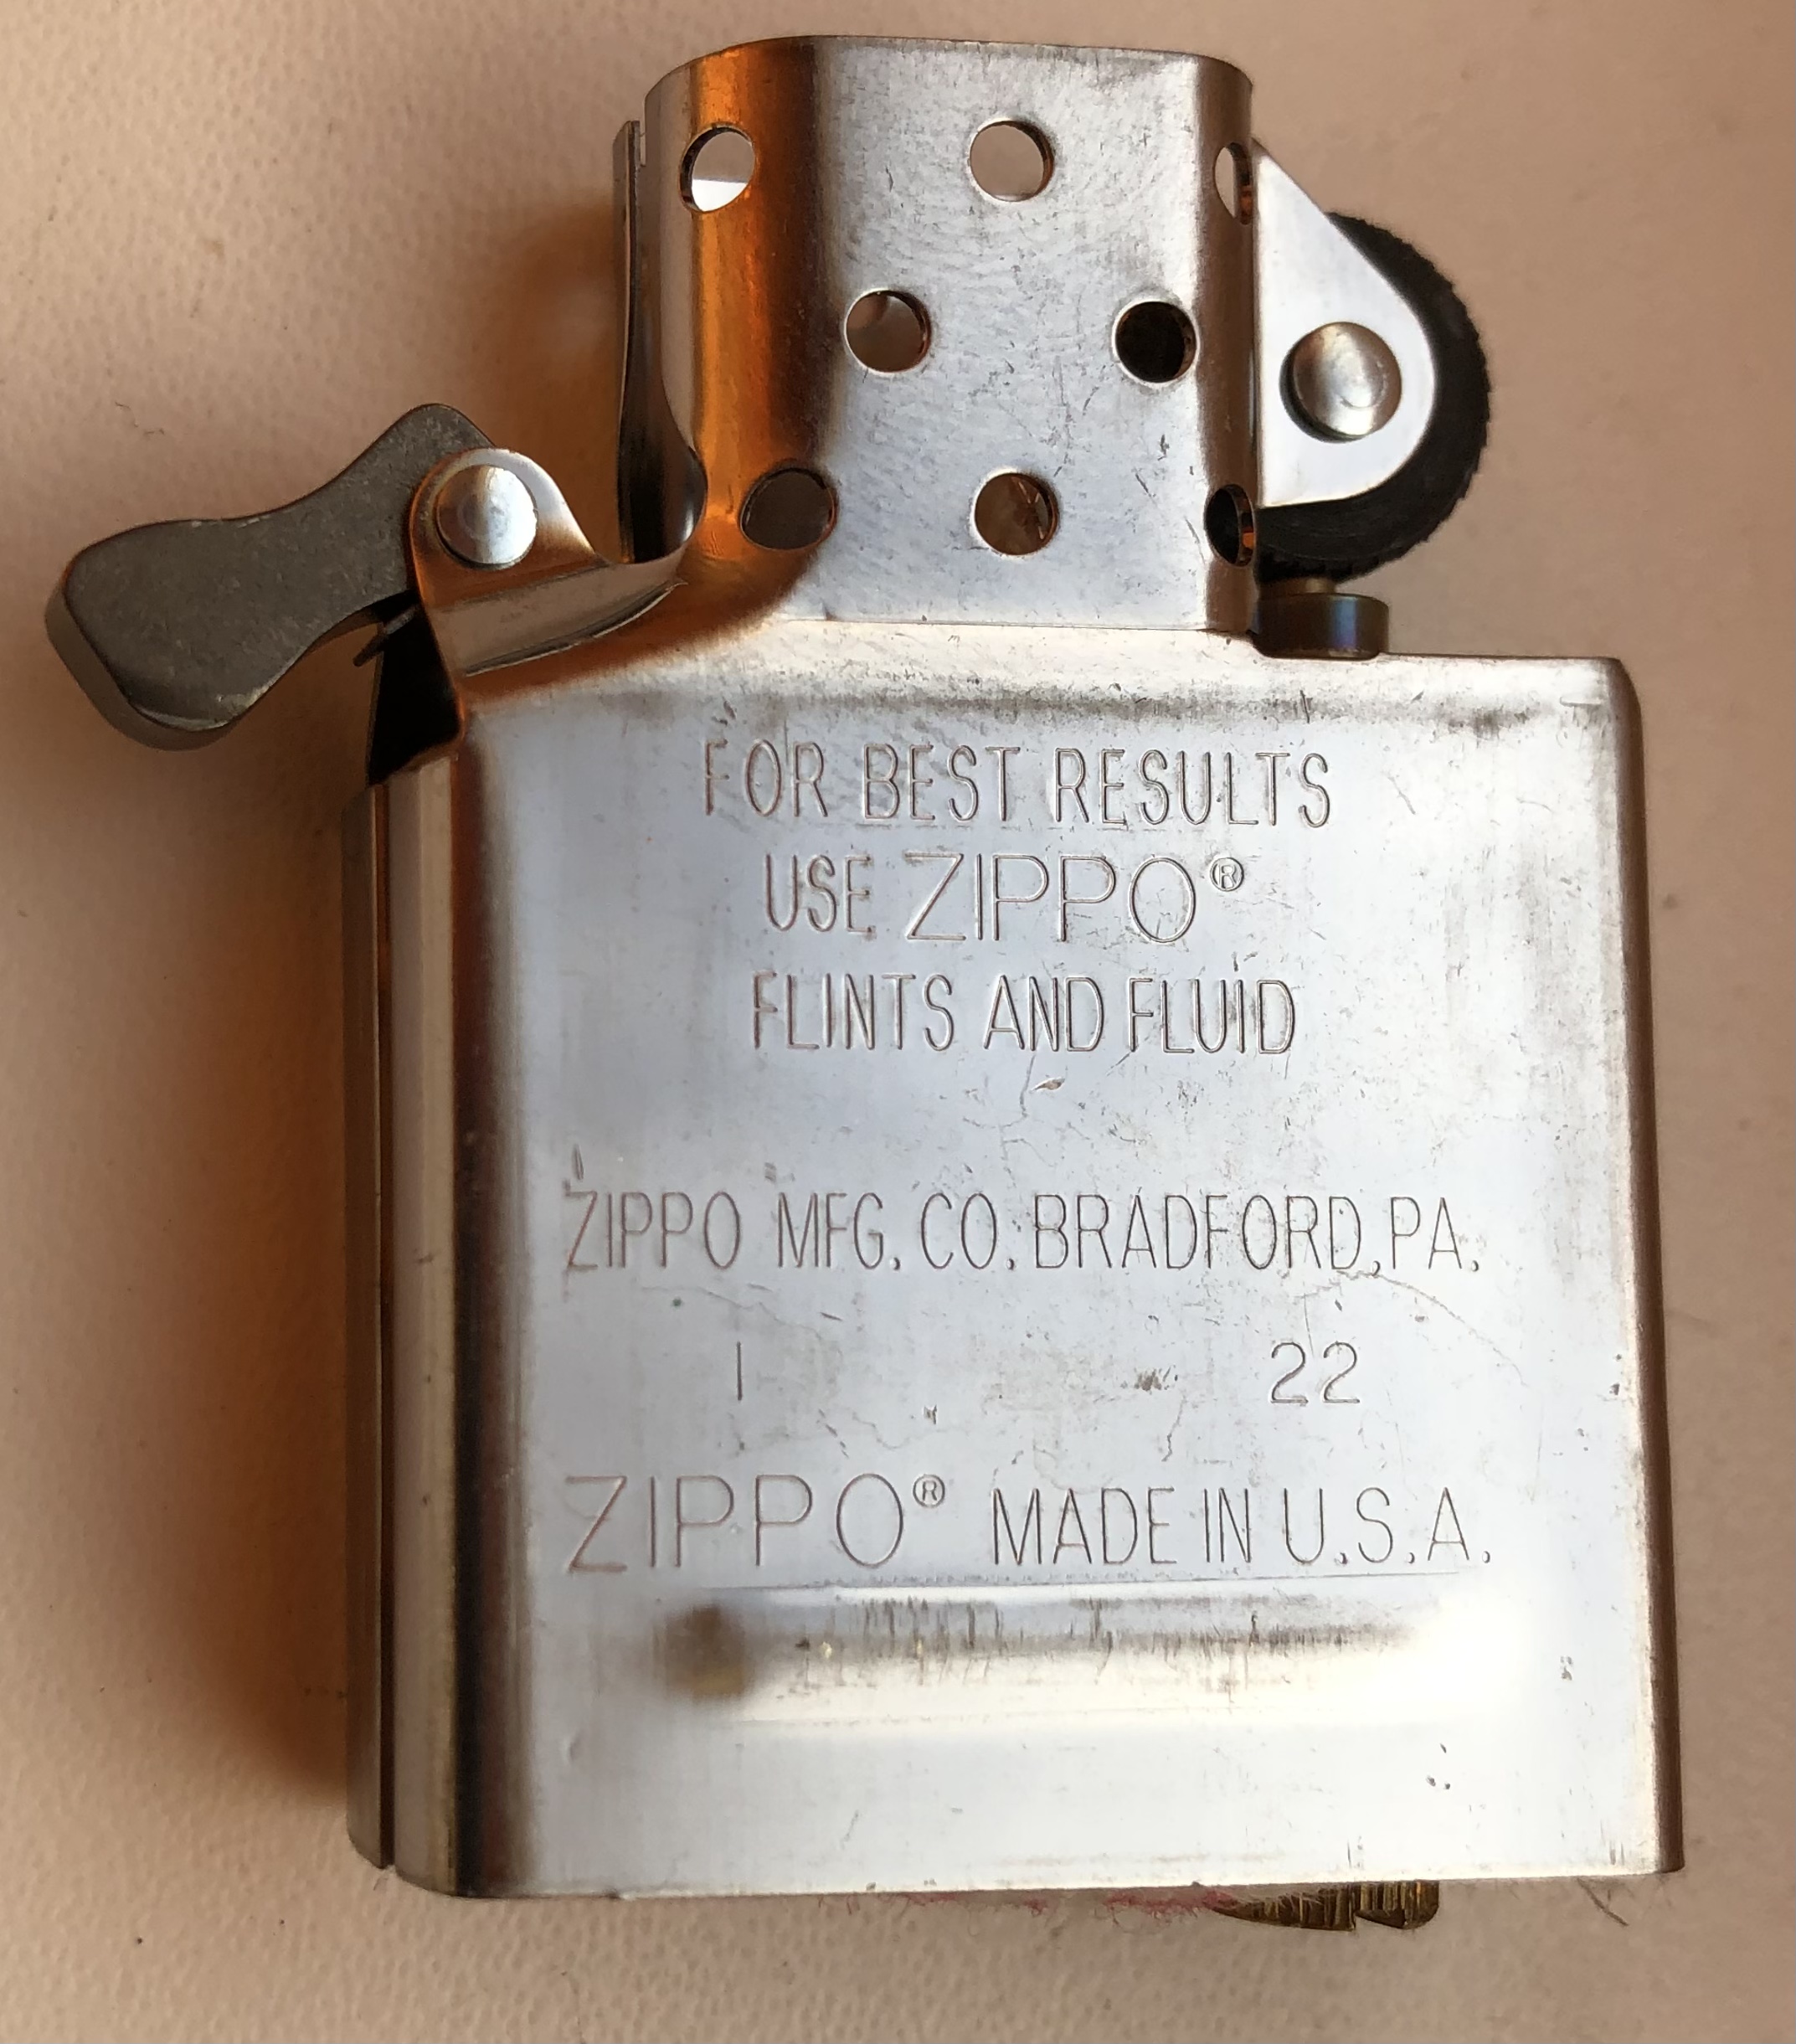 FOR BEST RESULTS
USE ZIPPO®
FLINTS AND FLUID
ZIPPO MFG. CO. BRADFORD, PA.
I 22
ZIPPO® MADE IN U.S.A.